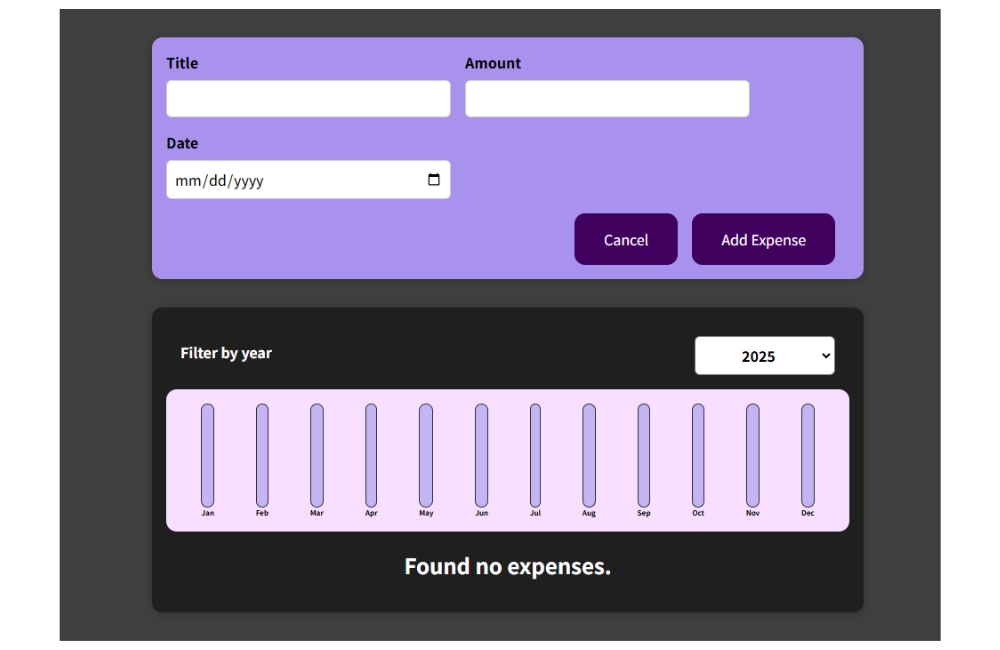 Title Amount
Date
mm/dd/yyyy
Cancel Add Expense
Filter by year 2025
Jan Feb Mar Apr May Jun Jul Aug Sep Oct Nov Dec
Found no expenses.